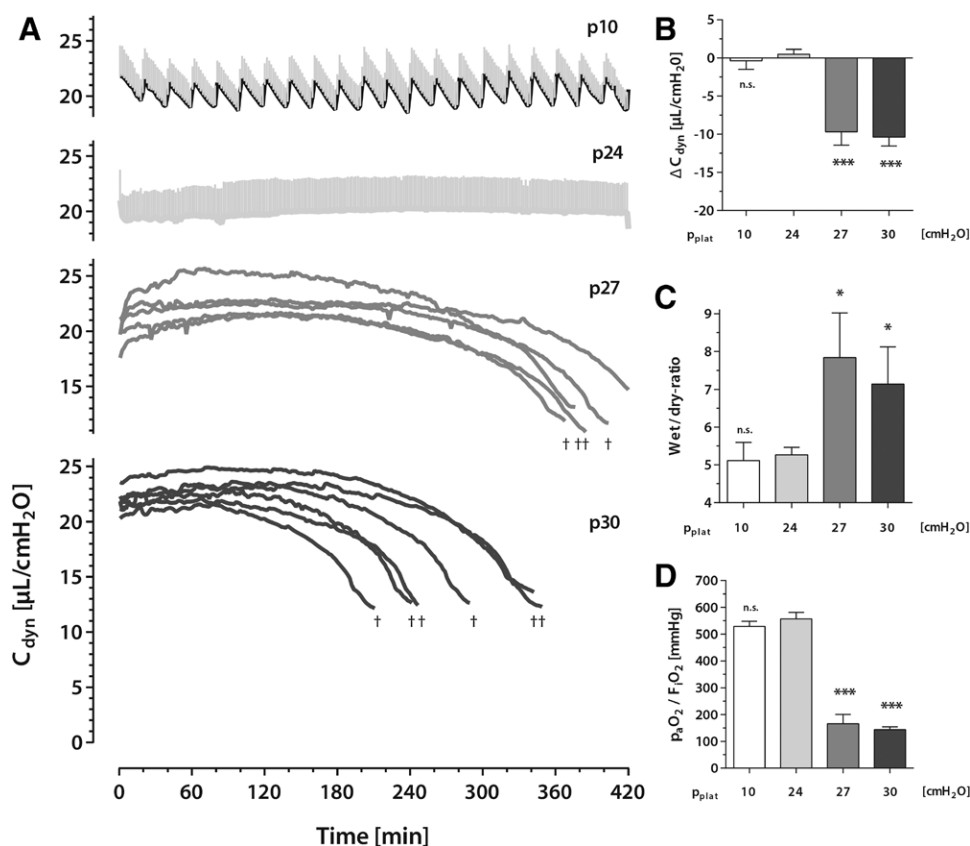 A
p10
25
20
p24
25
20
p27
25
20
15
p30
25
20
15
12
10
5
0
C_dyn [µL/cmH₂O]
† †† †
† †† † ††
0 60 120 180 240 300 360 420
Time [min]
B
5
0
-5
-10
-15
-20
Δ C_dyn [µL/cmH₂0]
n.s.
*** ***
p_plat 10 24 27 30 [cmH₂O]
C
9
8
7
6
5
4
Wet/dry-ratio
n.s.
* *
p_plat 10 24 27 30 [cmH₂O]
D
700
600
500
400
300
200
100
0
p_aO₂ / F_iO₂ [mmHg]
n.s.
*** ***
p_plat 10 24 27 30 [cmH₂O]